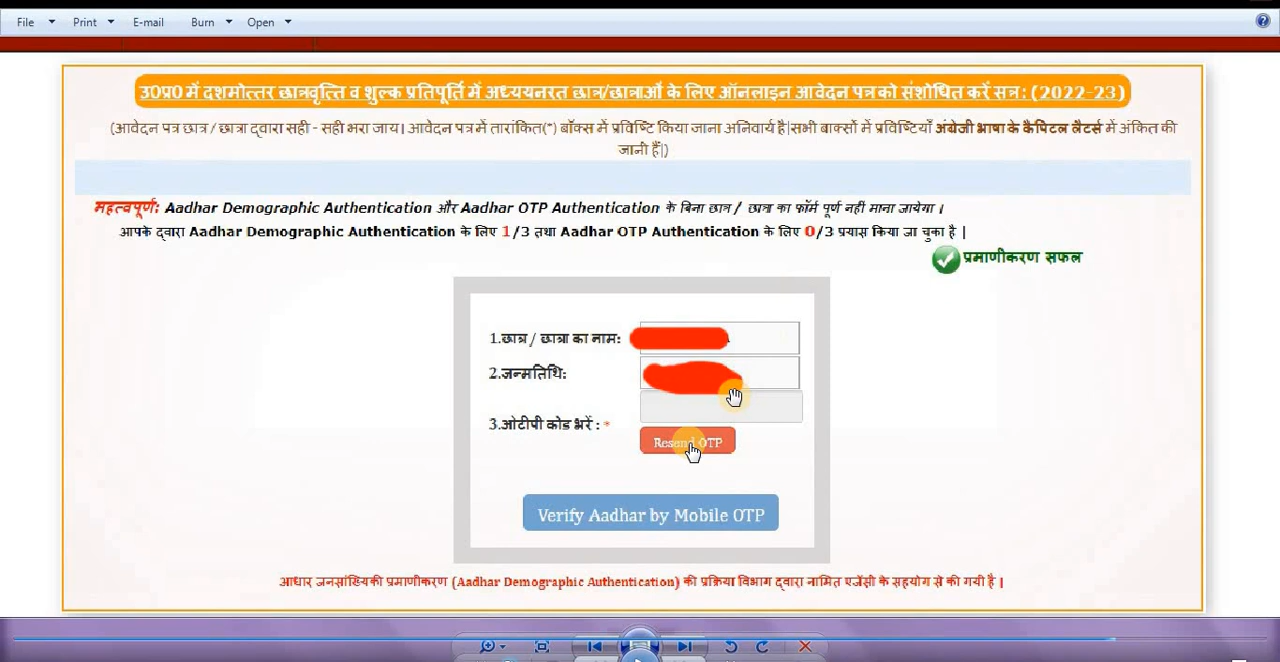 File Print E-mail Burn Open
उ0प्र0 में दशमोत्तर छात्रवृत्ति व शुल्क प्रतिपूर्ति में अध्ययनरत छात्र/छात्राओं के लिए ऑनलाइन आवेदन पत्र को संशोधित करें सत्र: (2022-23)
(आवेदन पत्र छात्र / छात्रा द्वारा सही - सही भरा जाय। आवेदन पत्र में तारांकित(*) बॉक्स में प्रविष्टि किया जाना अनिवार्य है|सभी बाक्सों में प्रविष्टियाँ अंग्रेजी भाषा के कैपिटल लैटर्स में अंकित की
जानी हैं|)
महत्वपूर्ण: Aadhar Demographic Authentication और Aadhar OTP Authentication के बिना छात्र / छात्रा का फॉर्म पूर्ण नहीं माना जायेगा ।
आपके द्वारा Aadhar Demographic Authentication के लिए 1/3 तथा Aadhar OTP Authentication के लिए 0/3 प्रयास किया जा चुका है |
प्रमाणीकरण सफल
1.छात्र / छात्रा का नाम:
2.जन्मतिथि:
3.ओटीपी कोड भरें : *
Resend OTP
Verify Aadhar by Mobile OTP
आधार जनसांख्यिकी प्रमाणीकरण (Aadhar Demographic Authentication) की प्रक्रिया विभाग द्वारा नामित एजेंसी के सहयोग से की गयी है |